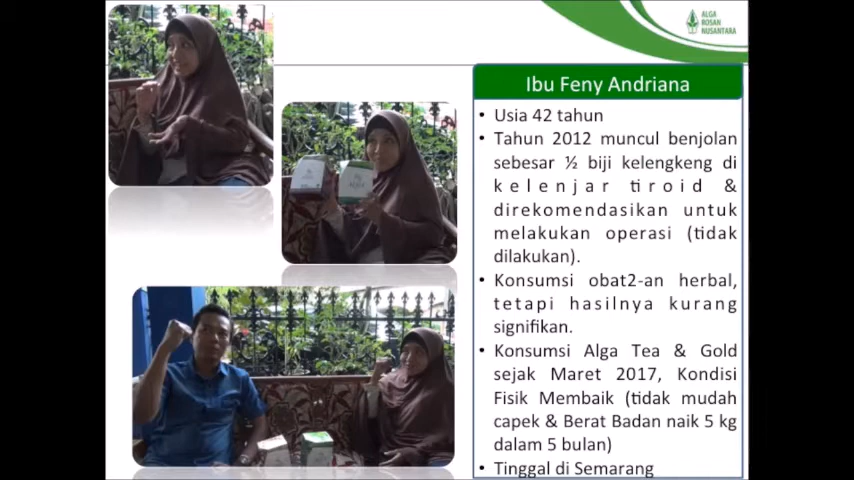 ALGA
ROSAN
NUSANTARA
Ibu Feny Andriana
• Usia 42 tahun
• Tahun 2012 muncul benjolan
sebesar ½ biji kelengkeng di
kelenjar tiroid &
direkomendasikan untuk
melakukan operasi (tidak
dilakukan).
• Konsumsi obat2-an herbal,
tetapi hasilnya kurang
signifikan.
• Konsumsi Alga Tea & Gold
sejak Maret 2017, Kondisi
Fisik Membaik (tidak mudah
capek & Berat Badan naik 5 kg
dalam 5 bulan)
• Tinggal di Semarang